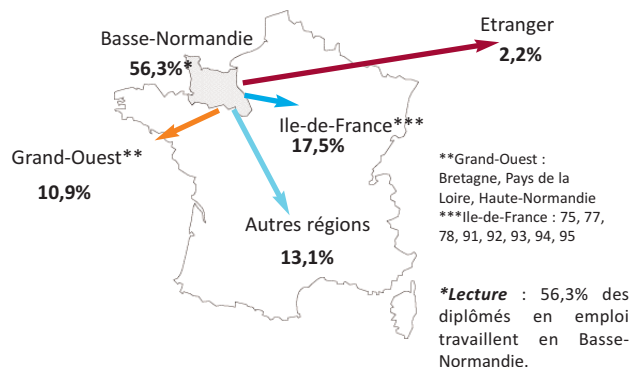 Etranger
2,2%
Basse-Normandie
56,3%*
Ile-de-France***
17,5%
Grand-Ouest**
10,9%
Autres régions
13,1%
**Grand-Ouest :
Bretagne, Pays de la
Loire, Haute-Normandie
***Ile-de-France : 75, 77,
78, 91, 92, 93, 94, 95
*Lecture : 56,3% des
diplômés en emploi
travaillent en Basse-
Normandie.